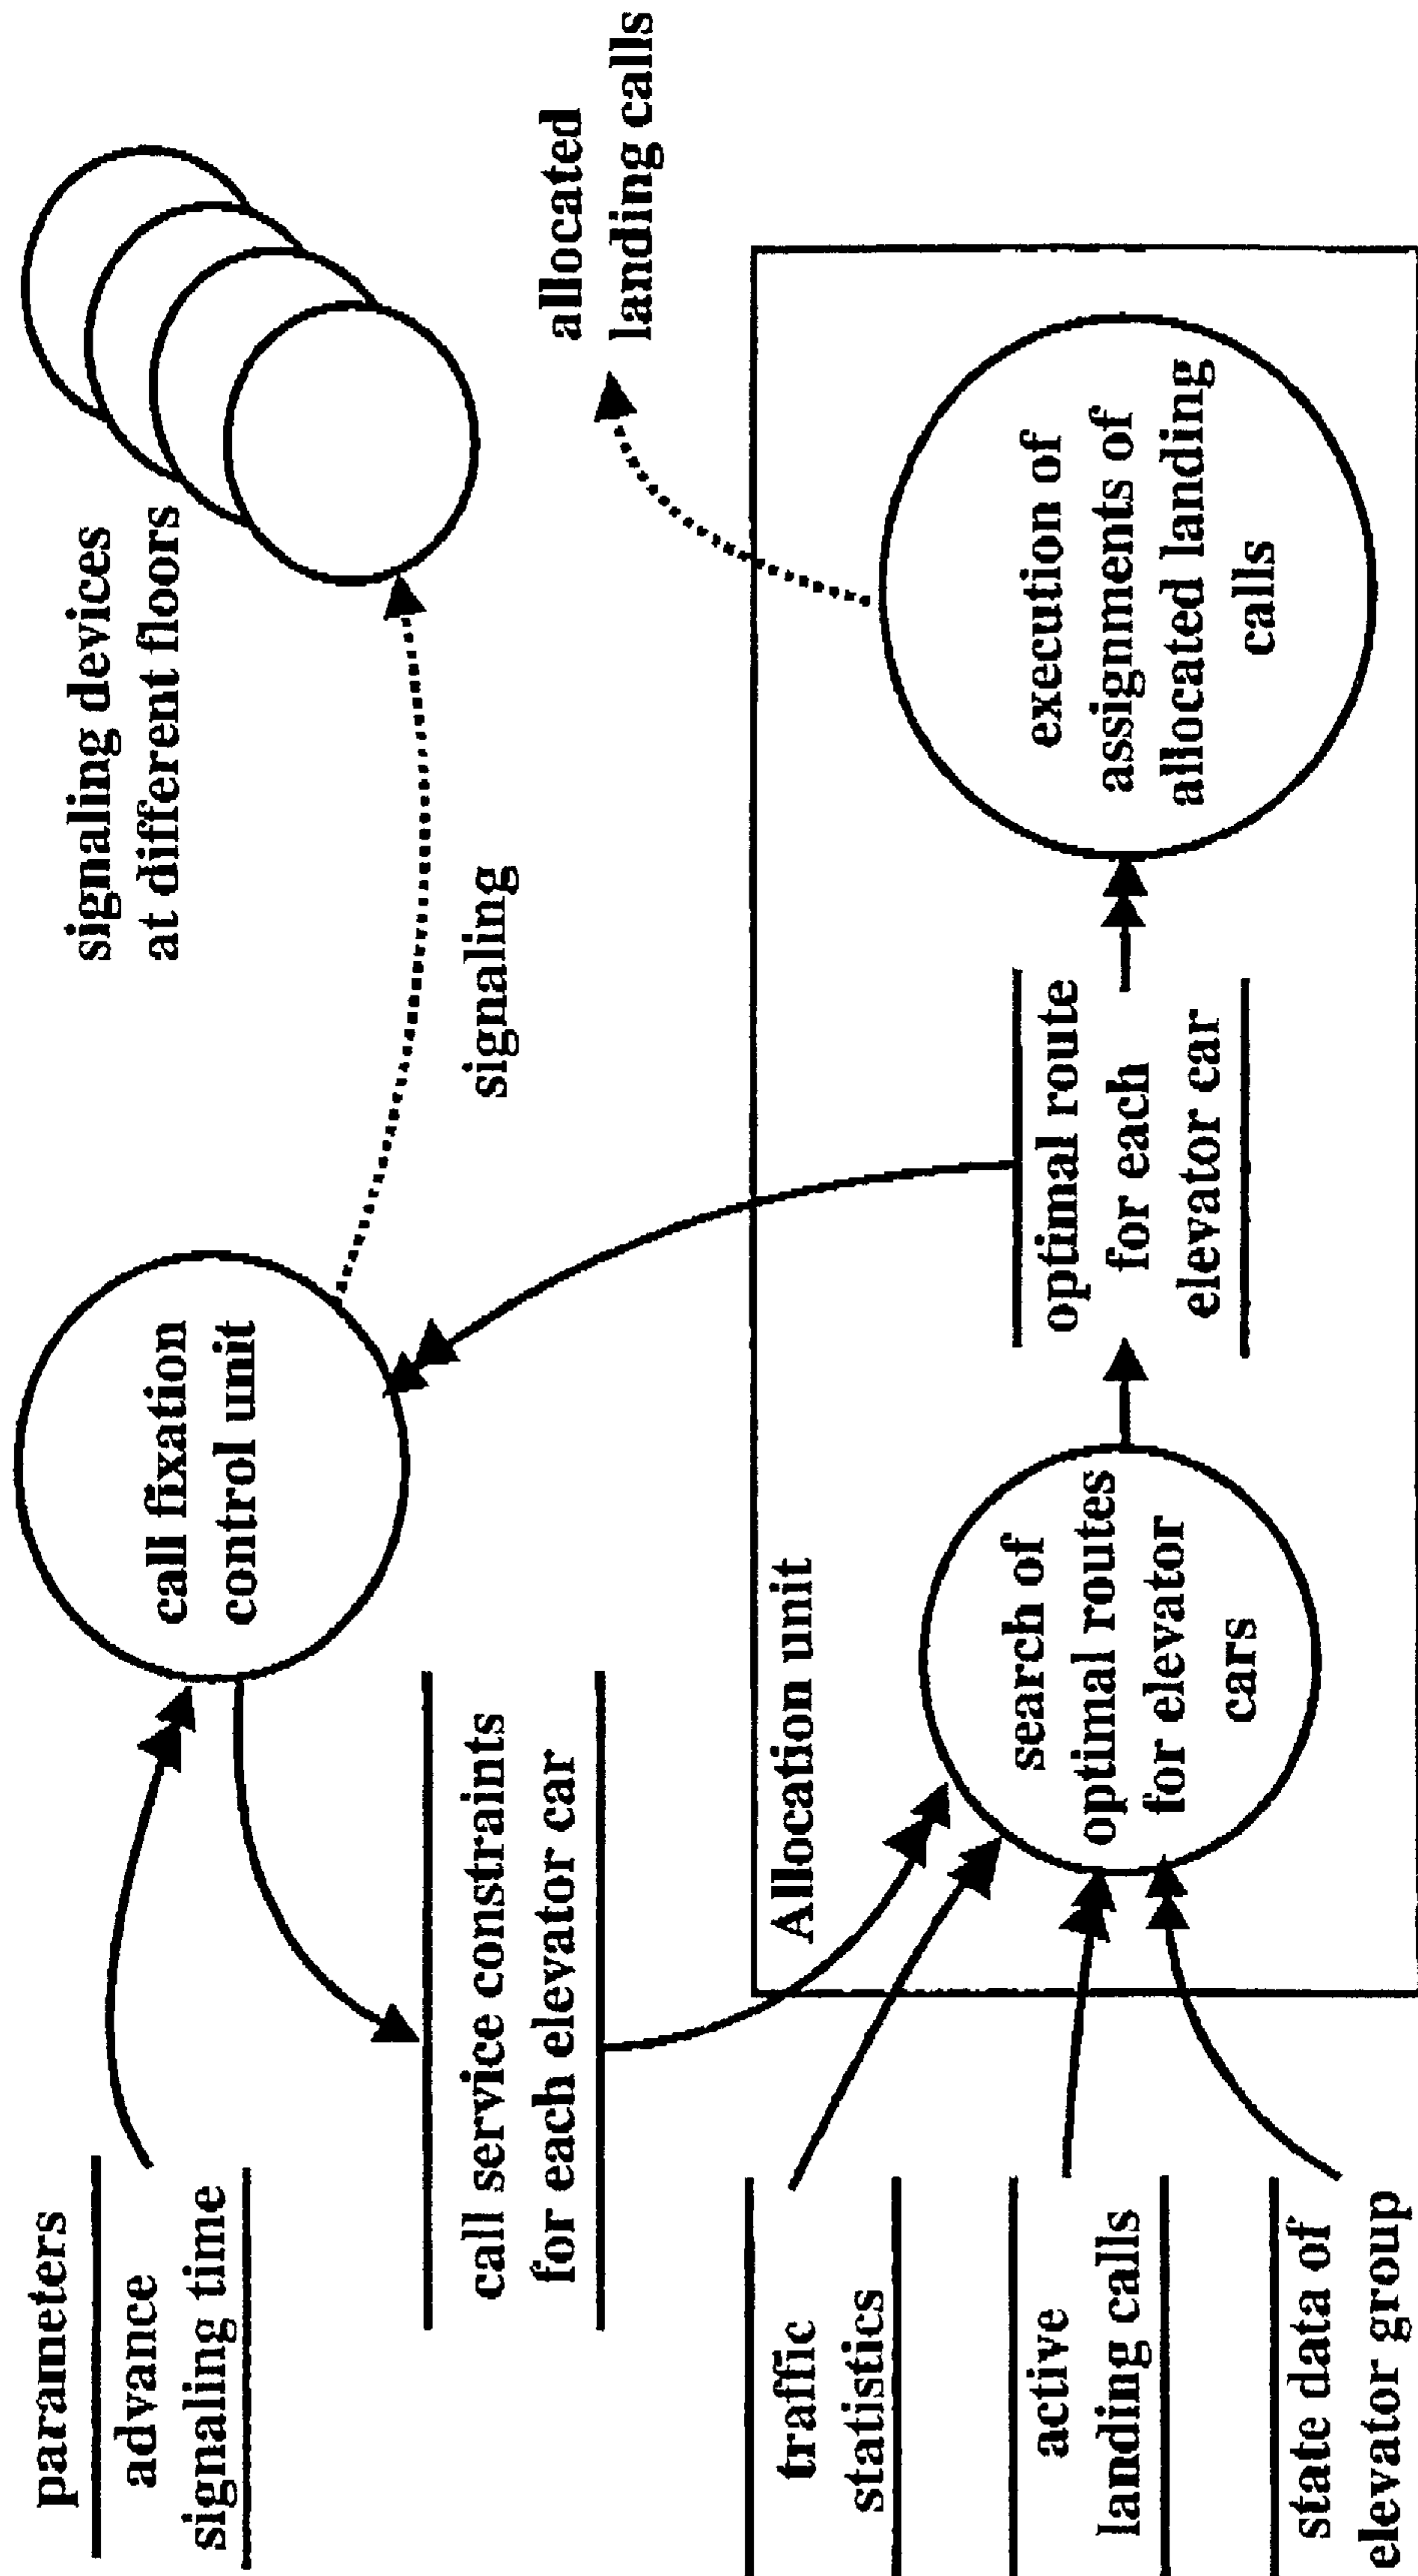 parameters
advance
signaling time
call fixation
control unit
signaling devices
at different floors
signaling
call service constraints
for each elevator car
allocated
landing calls
Allocation unit
traffic
statistics
active
landing calls
state data of
elevator group
search of
optimal routes
for elevator
cars
optimal route
for each
elevator car
execution of
assignments of
allocated landing
calls